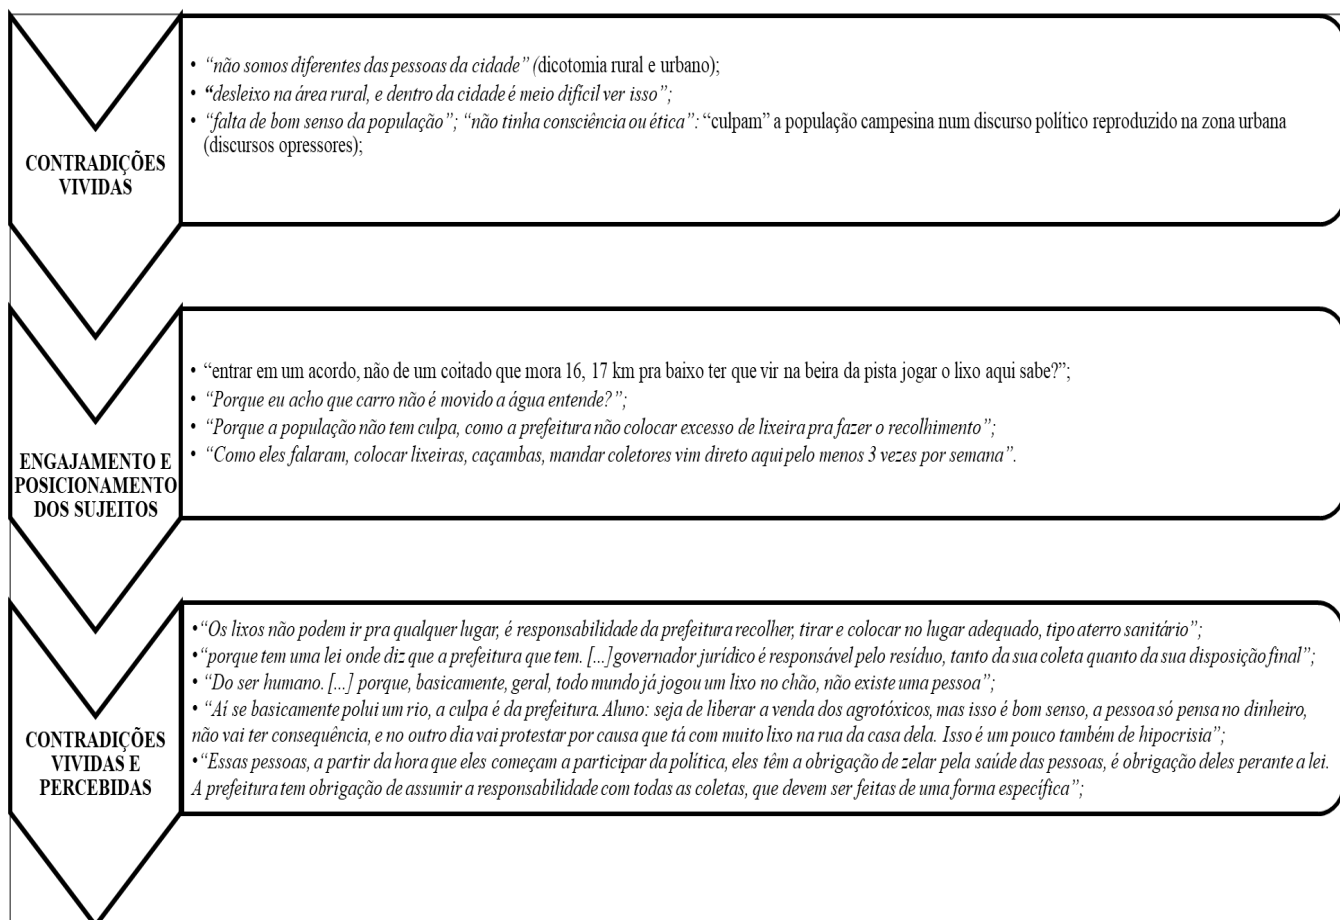 CONTRADIÇÕES
VIVIDAS
• “não somos diferentes das pessoas da cidade” (dicotomia rural e urbano);
• “desleixo na área rural, e dentro da cidade é meio difícil ver isso”;
• “falta de bom senso da população”; “não tinha consciência ou ética”: “culpam” a população campesina num discurso político reproduzido na zona urbana
(discursos opressores);
ENGAJAMENTO E
POSICIONAMENTO
DOS SUJEITOS
• “entrar em um acordo, não de um coitado que mora 16, 17 km pra baixo ter que vir na beira da pista jogar o lixo aqui sabe?”;
• “Porque eu acho que carro não é movido a água entende?”;
• “Porque a população não tem culpa, como a prefeitura não colocar excesso de lixeira pra fazer o recolhimento”;
• “Como eles falaram, colocar lixeiras, caçambas, mandar coletores vim direto aqui pelo menos 3 vezes por semana”.
CONTRADIÇÕES
VIVIDAS E
PERCEBIDAS
•“Os lixos não podem ir pra qualquer lugar, é responsabilidade da prefeitura recolher, tirar e colocar no lugar adequado, tipo aterro sanitário”;
•“porque tem uma lei onde diz que a prefeitura que tem. [...]governador jurídico é responsável pelo resíduo, tanto da sua coleta quanto da sua disposição final”;
•“Do ser humano. [...] porque, basicamente, geral, todo mundo já jogou um lixo no chão, não existe uma pessoa”;
•“Aí se basicamente polui um rio, a culpa é da prefeitura. Aluno: seja de liberar a venda dos agrotóxicos, mas isso é bom senso, a pessoa só pensa no dinheiro,
não vai ter consequência, e no outro dia vai protestar por causa que tá com muito lixo na rua da casa dela. Isso é um pouco também de hipocrisia”;
•“Essas pessoas, a partir da hora que eles começam a participar da política, eles têm a obrigação de zelar pela saúde das pessoas, é obrigação deles perante a lei.
A prefeitura tem obrigação de assumir a responsabilidade com todas as coletas, que devem ser feitas de uma forma específica”;